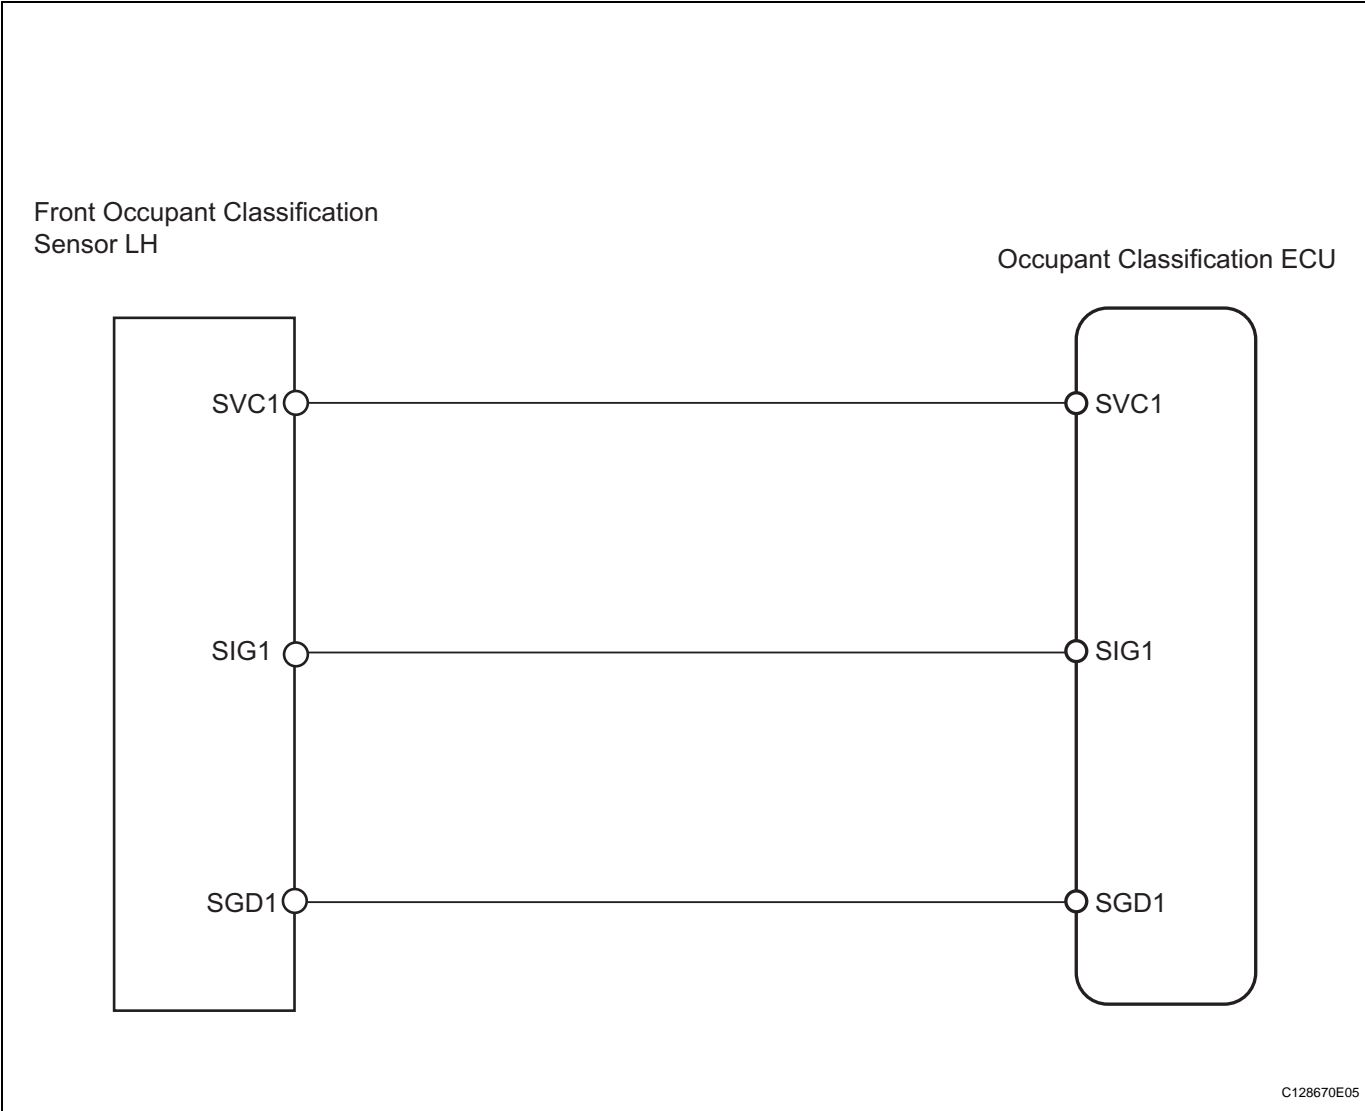 Front Occupant Classification
Sensor LH
Occupant Classification ECU
SVC1
SVC1
SIG1
SIG1
SGD1
SGD1
C128670E05